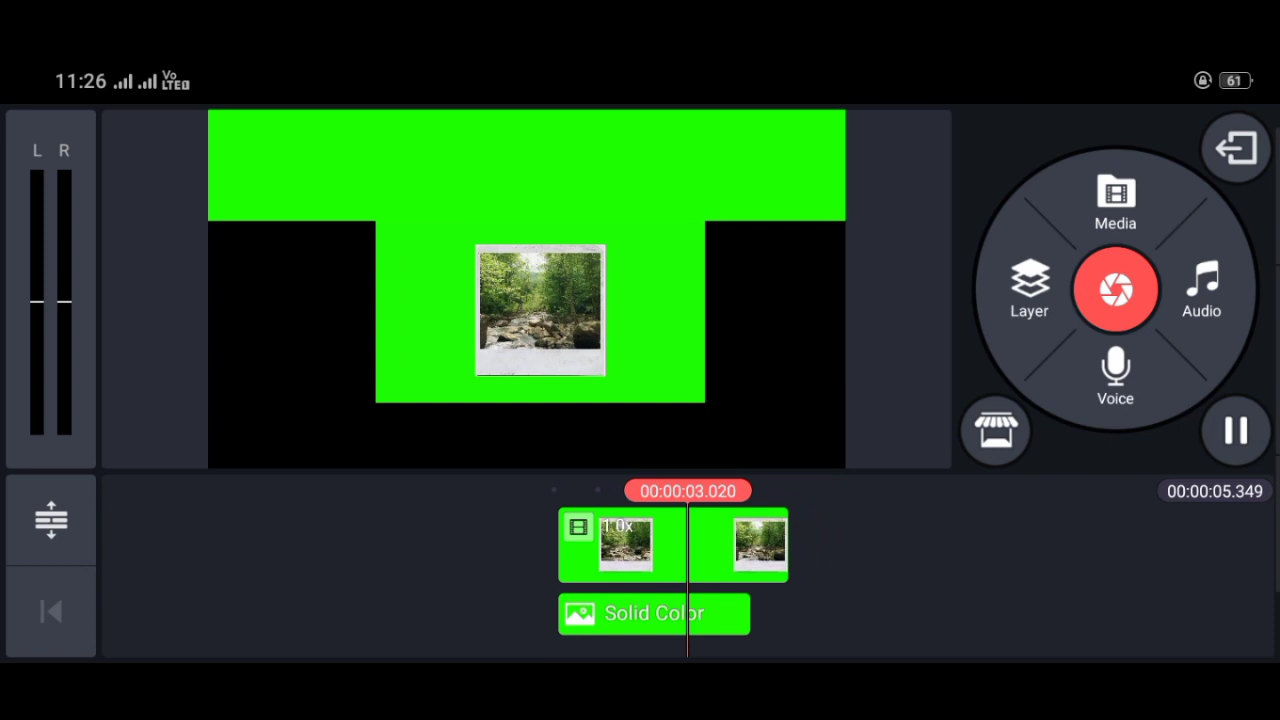 11:26 Vo LTE1 61
L R
Media
Layer
Audio
Voice
00:00:03.020
00:00:05.349
1.0x
Solid Color